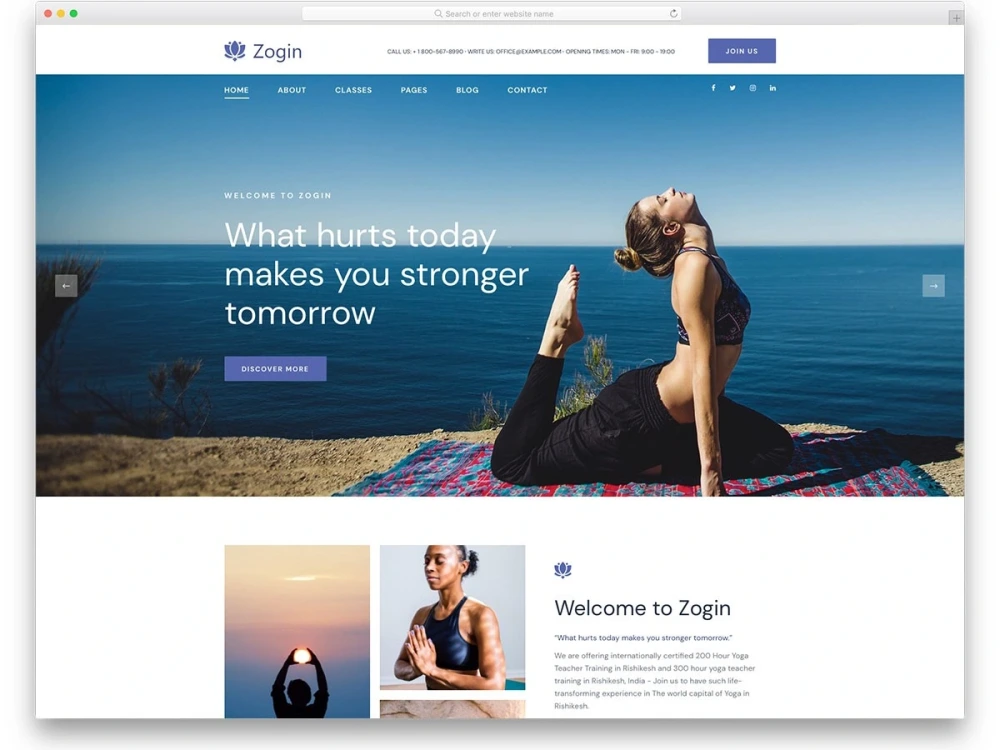 Search or enter website name
Zogin
CALL US: + 1 800-567-8990 · WRITE US: OFFICE@EXAMPLE.COM · OPENING TIMES: MON - FRI: 9:00 - 19:00
JOIN US
HOME ABOUT CLASSES PAGES BLOG CONTACT
WELCOME TO ZOGIN
What hurts today
makes you stronger
tomorrow
DISCOVER MORE
Welcome to Zogin
“What hurts today makes you stronger tomorrow.”
We are offering internationally certified 200 Hour Yoga
Teacher Training in Rishikesh and 300 hour yoga teacher
training in Rishikesh, India - Join us to have such life-
transforming experience in The world capital of Yoga in
Rishikesh.